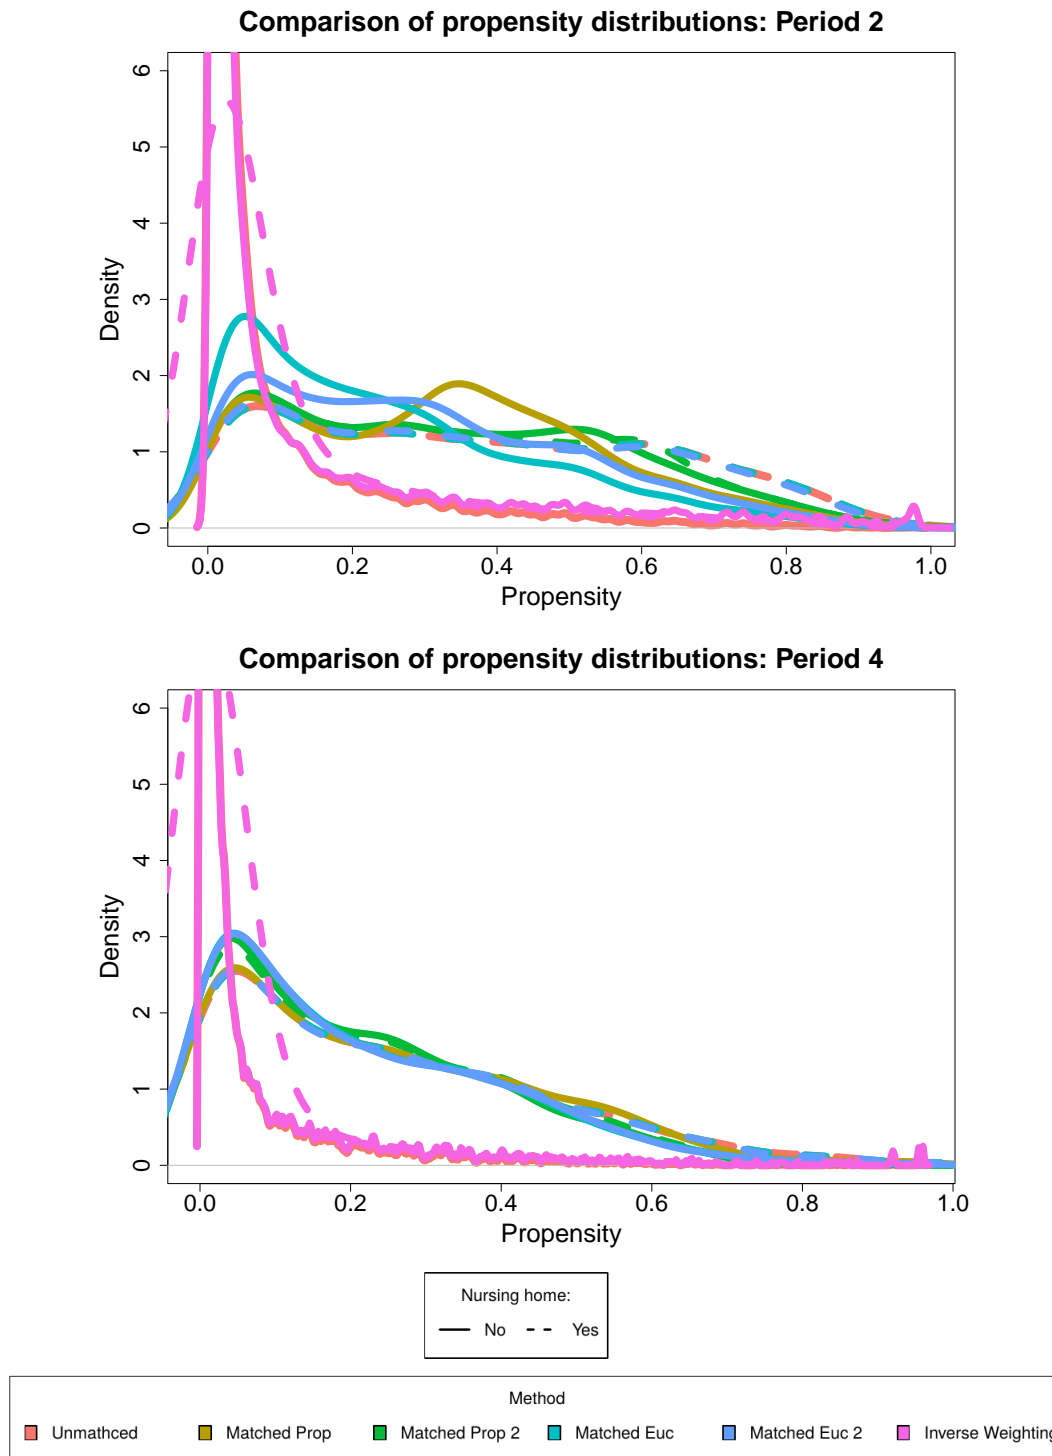 Comparison of propensity distributions: Period 2
6
5
4
3
2
1
0
Density
0.0 0.2 0.4 0.6 0.8 1.0
Propensity
Comparison of propensity distributions: Period 4
6
5
4
3
2
1
0
Density
0.0 0.2 0.4 0.6 0.8 1.0
Propensity
Nursing home:
No Yes
Method
Unmathced Matched Prop Matched Prop 2 Matched Euc Matched Euc 2 Inverse Weighting